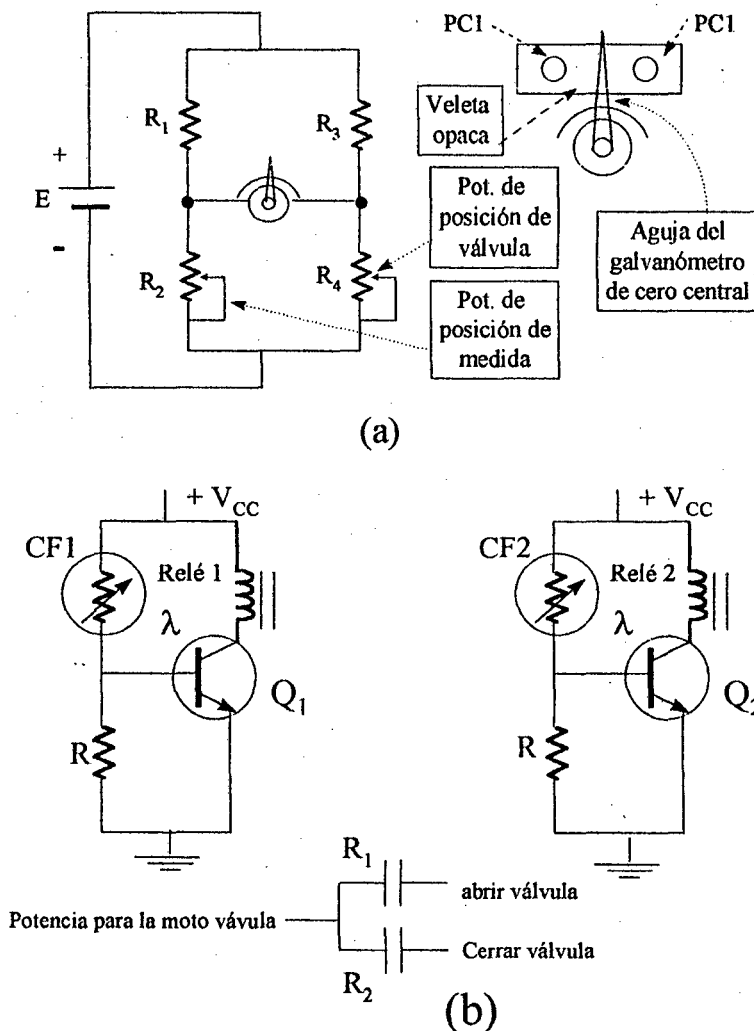 PC1
PC1
Veleta
opaca
R1
R3
+
E
-
Pot. de
posición de
válvula
Aguja del
galvanómetro
de cero central
R2
R4
Pot. de
posición de
medida
(a)
+ VCC
CF1
Relé 1
λ
Q1
R
+ VCC
CF2
Relé 2
λ
Q2
R
R1
abrir válvula
Potencia para la moto vávula
Cerrar válvula
R2
(b)